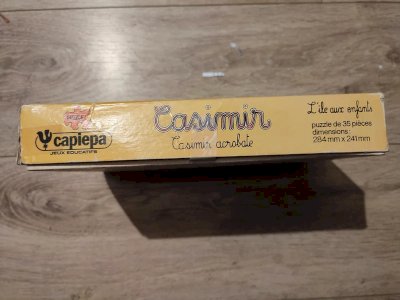 Casimir
Casimir acrobate
capiepa
JEUX EDUCATIFS
L'île aux enfants
puzzle de 35 pièces
dimensions:
284 mm x 241 mm